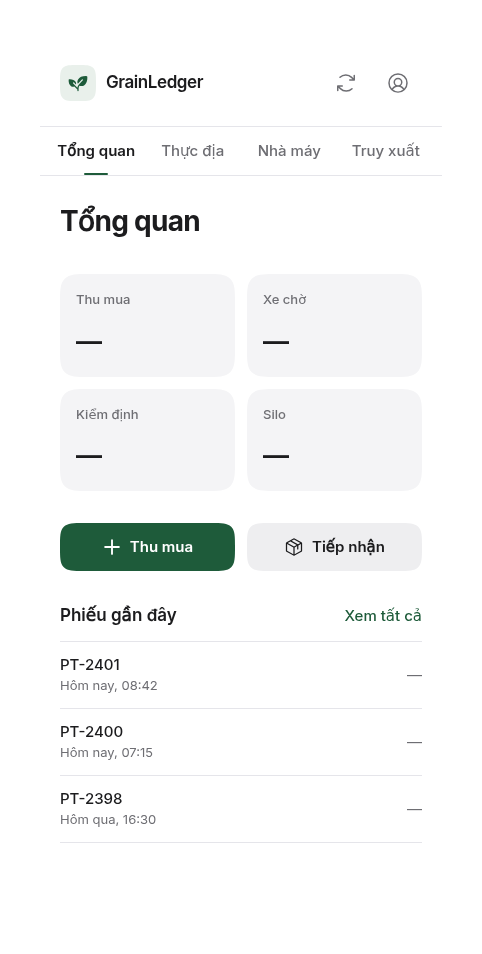 GrainLedger
Tổng quan Thực địa Nhà máy Truy xuất
Tổng quan
Thu mua Xe chờ
— —
Kiểm định Silo
— —
Thu mua Tiếp nhận
Phiếu gần đây Xem tất cả
PT-2401
Hôm nay, 08:42 —
PT-2400
Hôm nay, 07:15 —
PT-2398
Hôm qua, 16:30 —